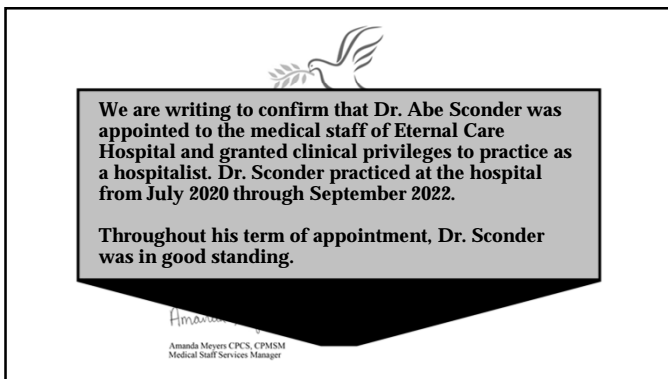 We are writing to confirm that Dr. Abe Sconder was
appointed to the medical staff of Eternal Care
Hospital and granted clinical privileges to practice as
a hospitalist. Dr. Sconder practiced at the hospital
from July 2020 through September 2022.
Throughout his term of appointment, Dr. Sconder
was in good standing.
Amanda Meyers CPCS, CPMSM
Medical Staff Services Manager